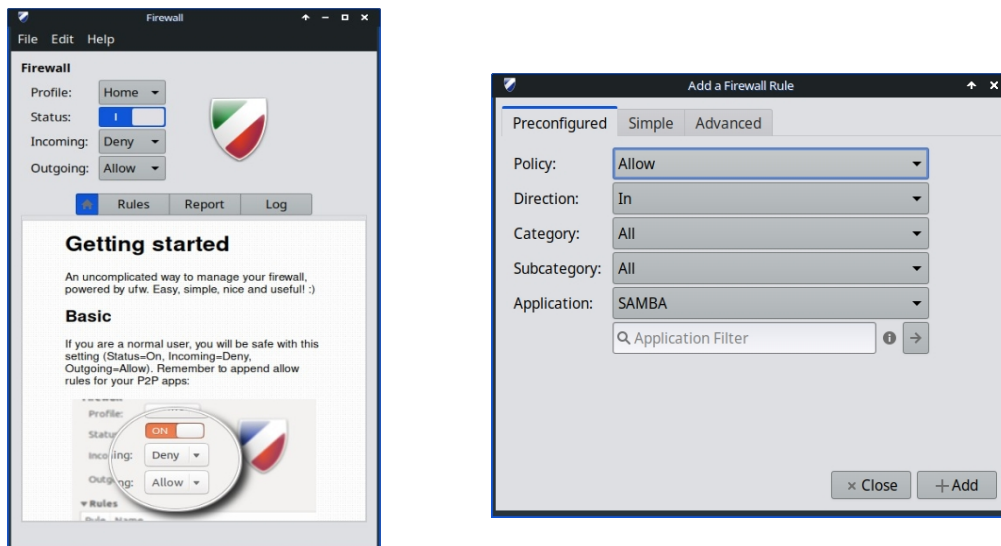 Firewall
File Edit Help
Firewall
Profile: Home
Status:
Incoming: Deny
Outgoing: Allow
Rules Report Log
Getting started
An uncomplicated way to manage your firewall,
powered by ufw. Easy, simple, nice and useful! :)
Basic
If you are a normal user, you will be safe with this
setting (Status=On, Incoming=Deny,
Outgoing=Allow). Remember to append allow
rules for your P2P apps:
Profile:
Status ON
Incoming: Deny
Allow
Rules
Rule Name
Add a Firewall Rule
Preconfigured Simple Advanced
Policy: Allow
Direction: In
Category: All
Subcategory: All
Application: SAMBA
Application Filter
Close Add